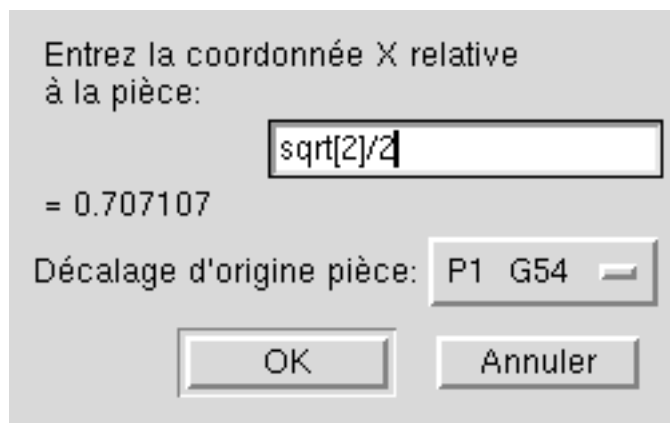 Entrez la coordonnée X relative
à la pièce:
sqrt[2]/2
= 0.707107
Décalage d'origine pièce: P1 G54
OK Annuler